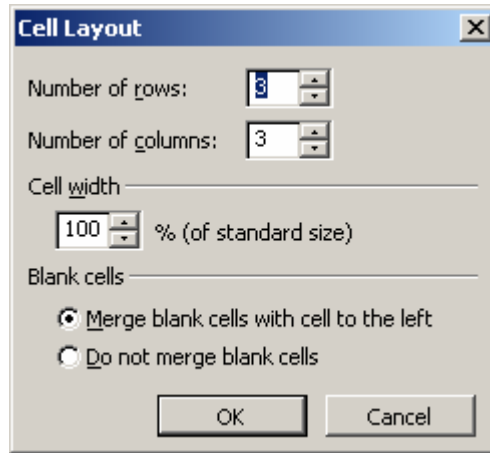 Cell Layout
Number of rows: 3
Number of columns: 3
Cell width
100 % (of standard size)
Blank cells
Merge blank cells with cell to the left
Do not merge blank cells
OK Cancel